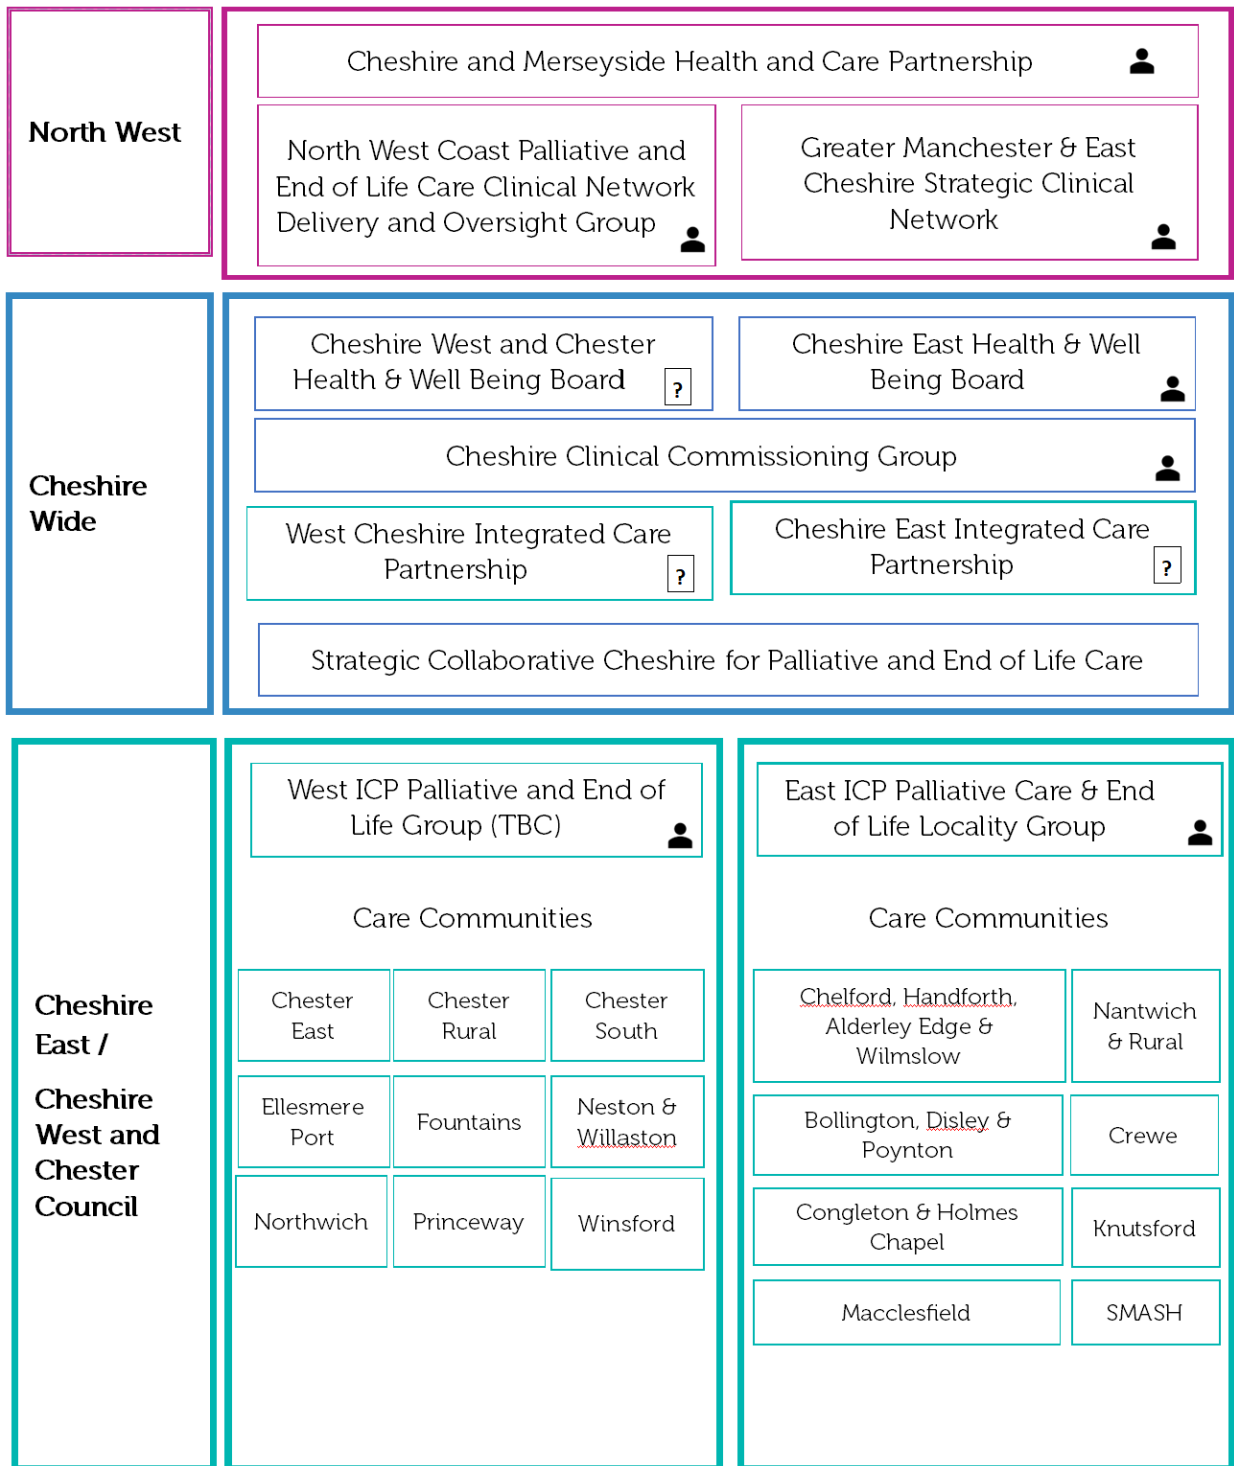 North West
Cheshire and Merseyside Health and Care Partnership
North West Coast Palliative and
End of Life Care Clinical Network
Delivery and Oversight Group
Greater Manchester & East
Cheshire Strategic Clinical
Network
Cheshire
Wide
Cheshire West and Chester
Health & Well Being Board
?
Cheshire East Health & Well
Being Board
Cheshire Clinical Commissioning Group
West Cheshire Integrated Care
Partnership
?
Cheshire East Integrated Care
Partnership
?
Strategic Collaborative Cheshire for Palliative and End of Life Care
Cheshire
East /
Cheshire
West and
Chester
Council
West ICP Palliative and End of
Life Group (TBC)
Care Communities
Chester
East
Chester
Rural
Chester
South
Ellesmere
Port
Fountains
Neston &
Willaston
Northwich
Princeway
Winsford
East ICP Palliative Care & End
of Life Locality Group
Care Communities
Chelford, Handforth,
Alderley Edge &
Wilmslow
Nantwich
& Rural
Bollington, Disley &
Poynton
Crewe
Congleton & Holmes
Chapel
Knutsford
Macclesfield
SMASH